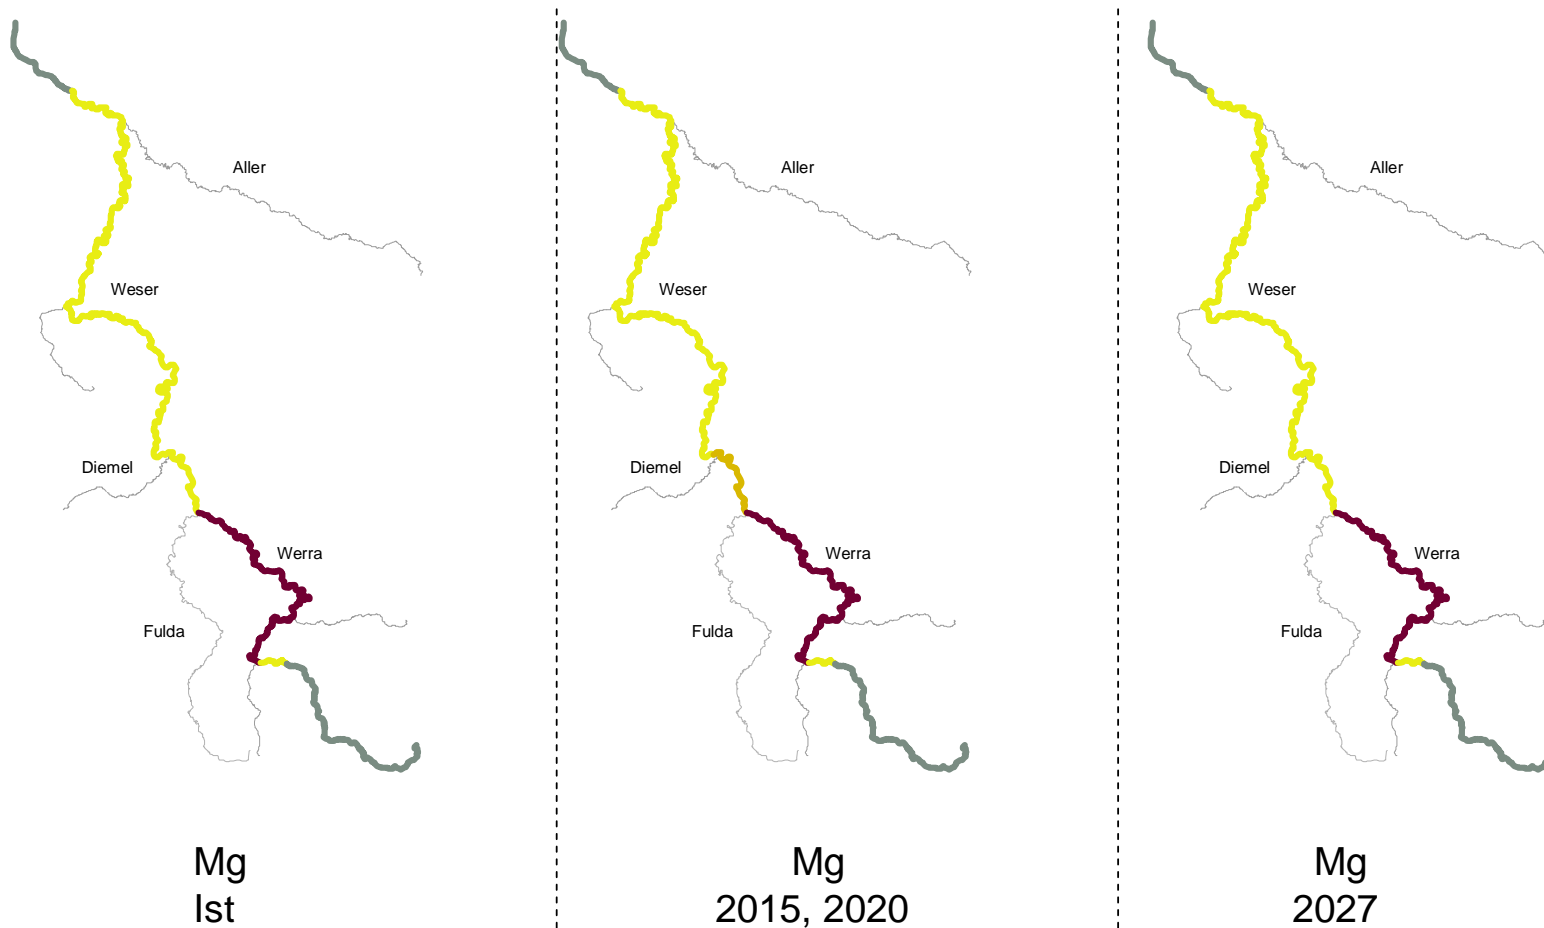 Aller
Weser
Diemel
Werra
Fulda
Mg
Ist
Aller
Weser
Diemel
Werra
Fulda
Mg
2015, 2020
Aller
Weser
Diemel
Werra
Fulda
Mg
2027